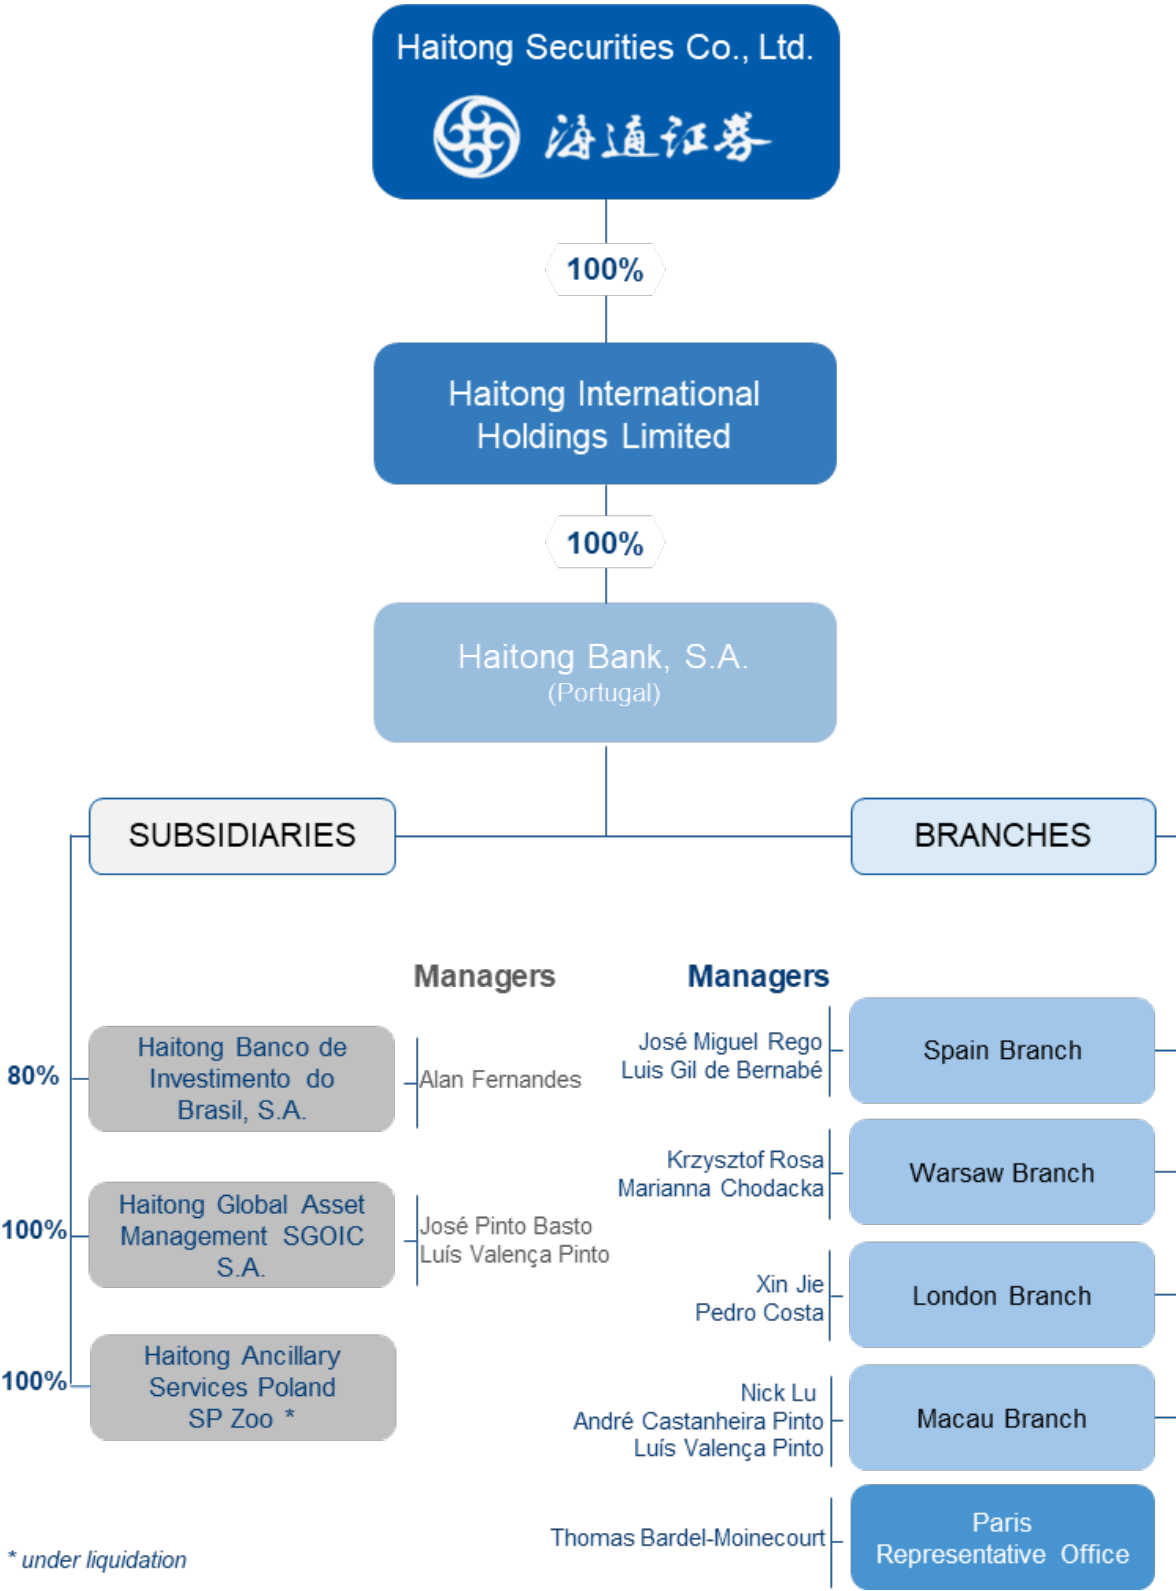 Haitong Securities Co., Ltd.
海通证券
100%
Haitong International
Holdings Limited
100%
Haitong Bank, S.A.
(Portugal)
SUBSIDIARIES
BRANCHES
Managers
80%
Haitong Banco de
Investimento do
Brasil, S.A.
Alan Fernandes
100%
Haitong Global Asset
Management SGOIC
S.A.
José Pinto Basto
Luís Valença Pinto
100%
Haitong Ancillary
Services Poland
SP Zoo *
Managers
José Miguel Rego
Luis Gil de Bernabé
Spain Branch
Krzysztof Rosa
Marianna Chodacka
Warsaw Branch
Xin Jie
Pedro Costa
London Branch
Nick Lu
André Castanheira Pinto
Luís Valença Pinto
Macau Branch
Thomas Bardel-Moinecourt
Paris
Representative Office
* under liquidation